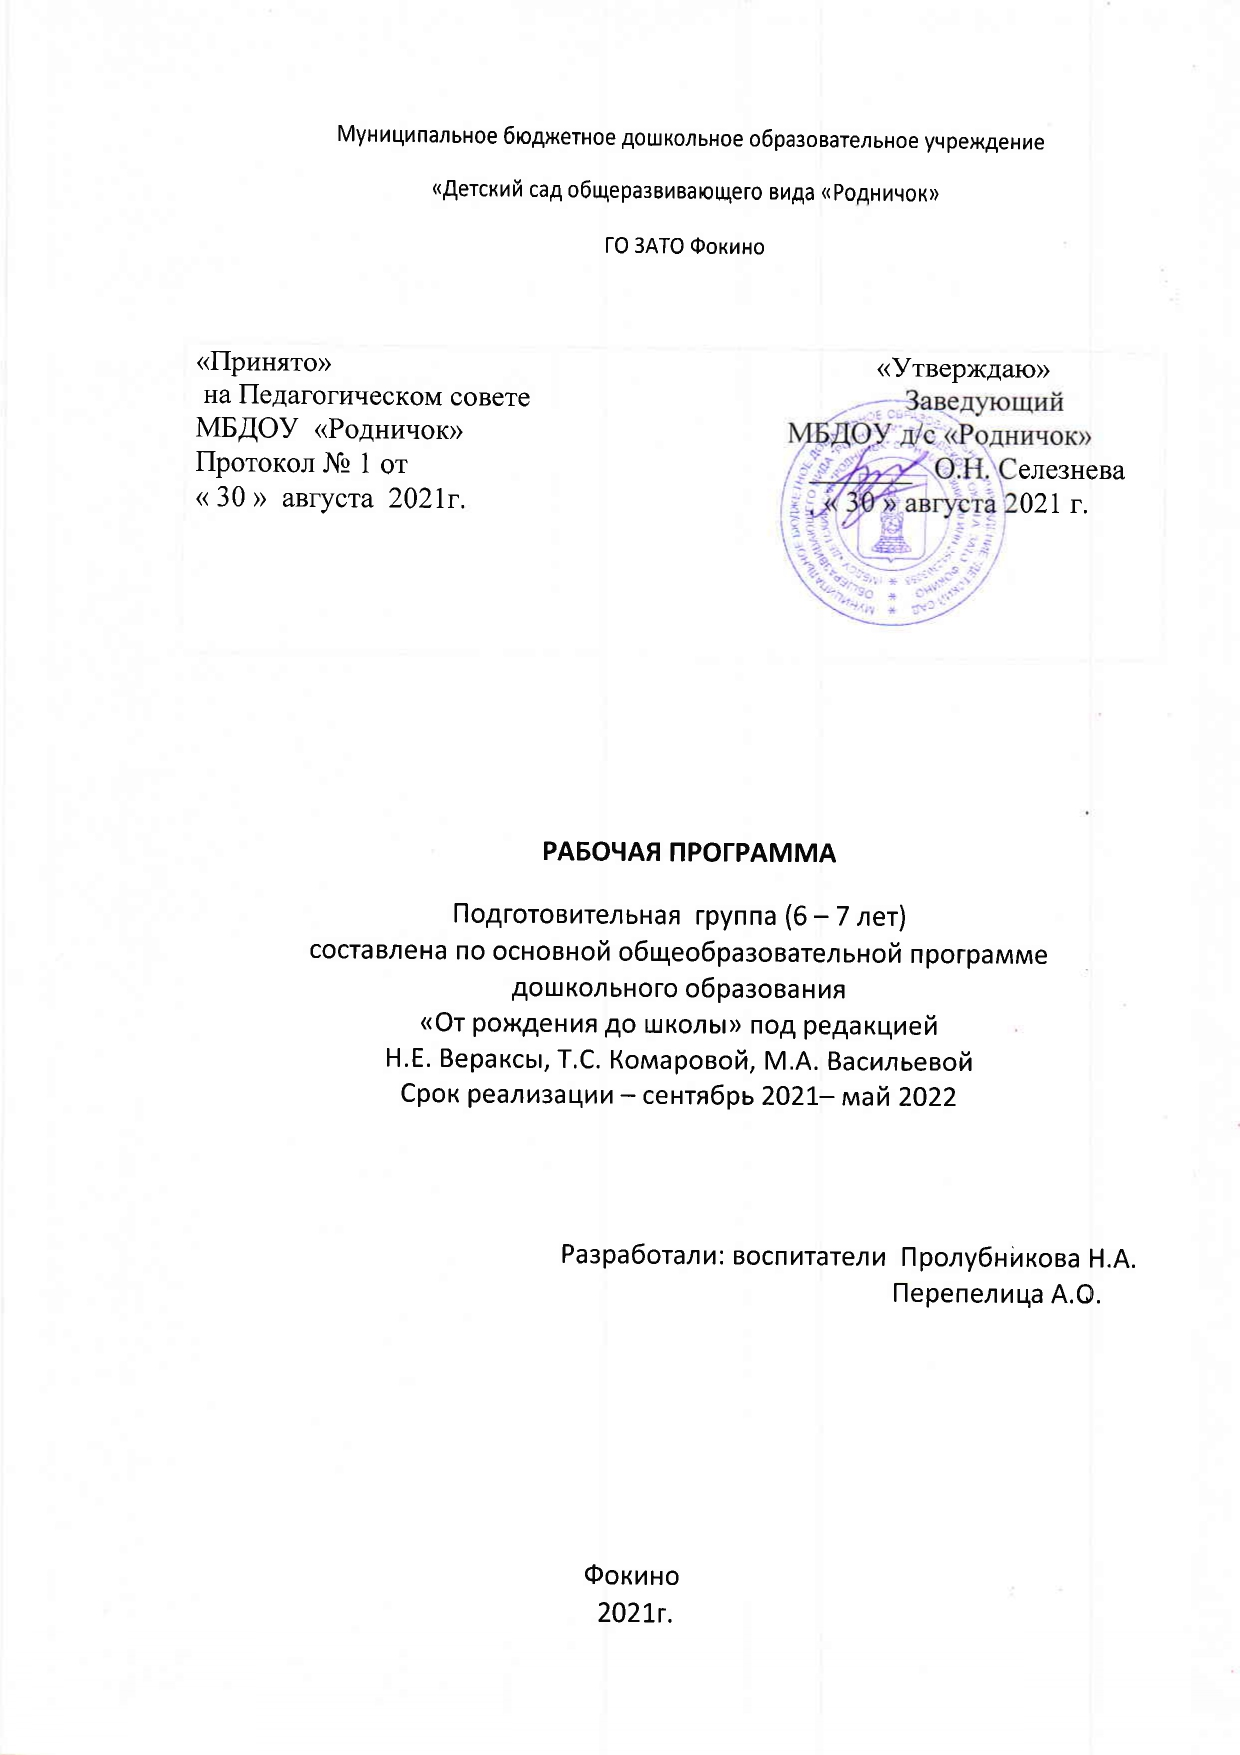 Муниципальное бюджетное дошкольное образовательное учреждение
«Детский сад общеразвивающего вида «Родничок»
ГО ЗАТО Фокино
«Принято»
на Педагогическом совете
МБДОУ «Родничок»
Протокол № 1 от
« 30 » августа 2021г.
«Утверждаю»
Заведующий
МБДОУ д/с «Родничок»
_______ О.Н. Селезнева
« 30 » августа 2021 г.
РАБОЧАЯ ПРОГРАММА
Подготовительная группа (6 – 7 лет)
составлена по основной общеобразовательной программе
дошкольного образования
«От рождения до школы» под редакцией
Н.Е. Вераксы, Т.С. Комаровой, М.А. Васильевой
Срок реализации – сентябрь 2021– май 2022
Разработали: воспитатели Пролубникова Н.А.
Перепелица А.О.
Фокино
2021г.